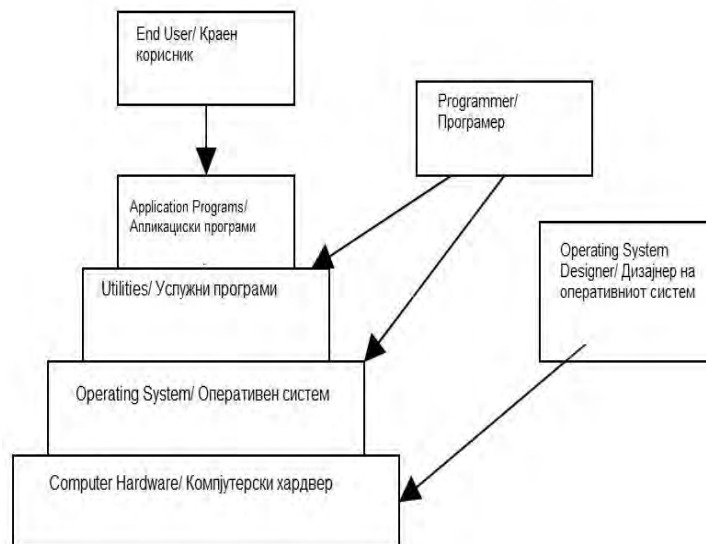 End User/ Краен
корисник
Programmer/
Програмер
Application Programs/
Апликациски програми
Operating System
Designer/ Дизајнер на
оперативниот систем
Utilities/ Услужни програми
Operating System/ Оперативен систем
Computer Hardware/ Компјутерски хардвер